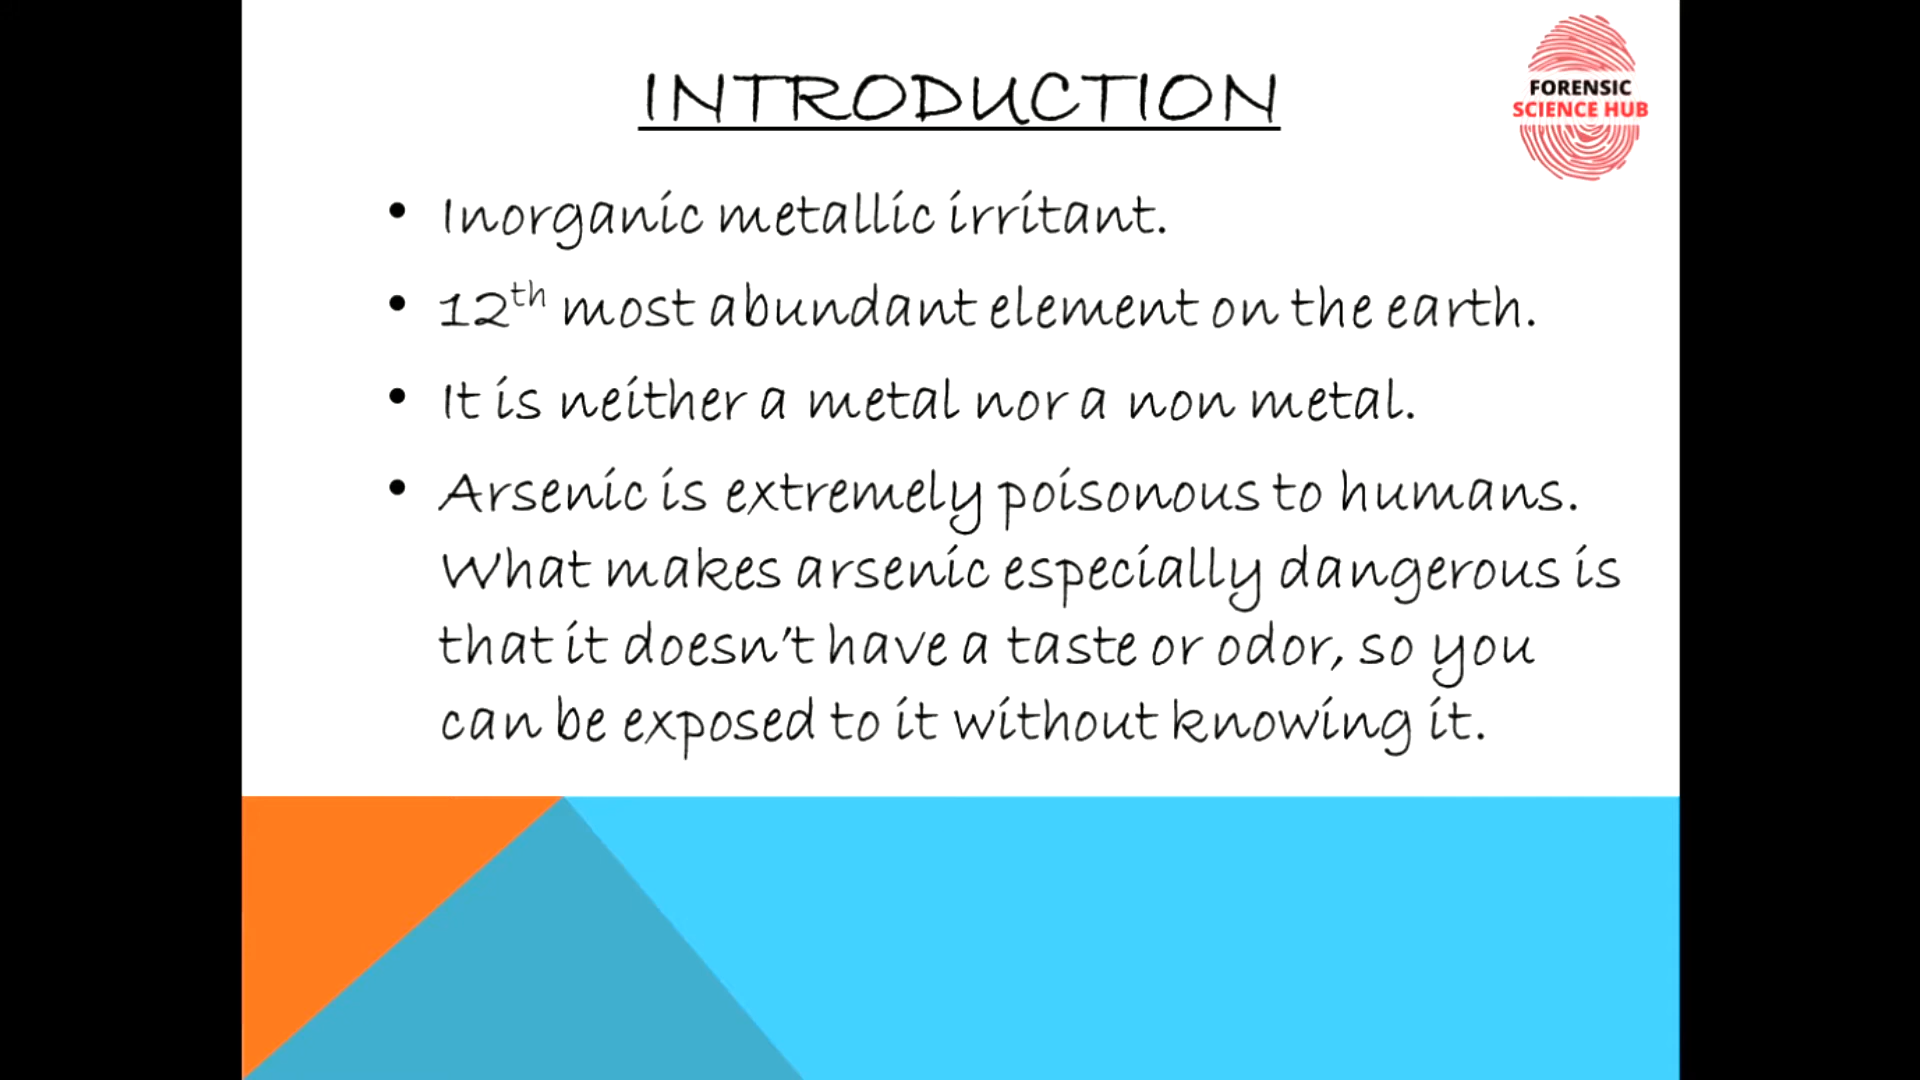 INTRODUCTION
FORENSIC
SCIENCE HUB
• Inorganic metallic irritant.
• 12th most abundant element on the earth.
• It is neither a metal nor a non metal.
• Arsenic is extremely poisonous to humans.
What makes arsenic especially dangerous is
that it doesn't have a taste or odor, so you
can be exposed to it without knowing it.